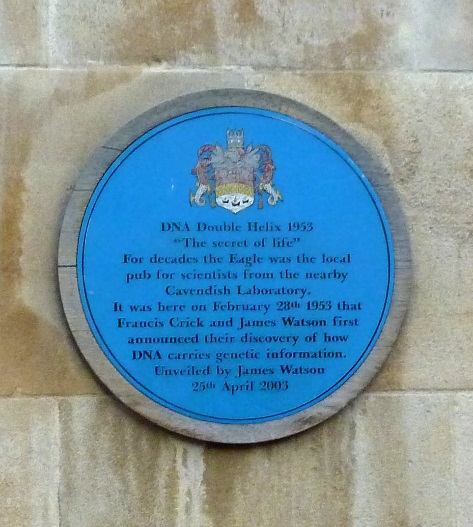 DNA Double Helix 1953
"The secret of life"
For decades the Eagle was the local
pub for scientists from the nearby
Cavendish Laboratory.
It was here on February 28th 1953 that
Francis Crick and James Watson first
announced their discovery of how
DNA carries genetic information.
Unveiled by James Watson
25th April 2003